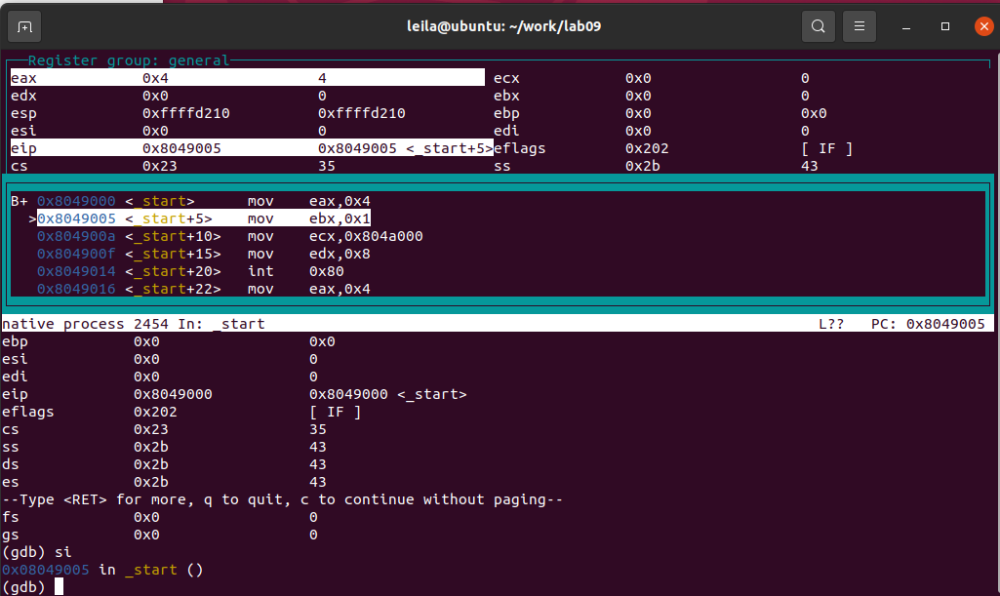 leila@ubuntu: ~/work/lab09
Register group: general
eax 0x4 4 ecx 0x0 0
edx 0x0 0 ebx 0x0 0
esp 0xffffd210 0xffffd210 ebp 0x0 0x0
esi 0x0 0 edi 0x0 0
eip 0x8049005 0x8049005 <_start+5>eflags 0x202 [ IF ]
cs 0x23 35 ss 0x2b 43
B+ 0x8049000 <_start> mov eax,0x4
>0x8049005 <_start+5> mov ebx,0x1
0x804900a <_start+10> mov ecx,0x804a000
0x804900f <_start+15> mov edx,0x8
0x8049014 <_start+20> int 0x80
0x8049016 <_start+22> mov eax,0x4
native process 2454 In: _start L?? PC: 0x8049005
ebp 0x0 0x0
esi 0x0 0
edi 0x0 0
eip 0x8049000 0x8049000 <_start>
eflags 0x202 [ IF ]
cs 0x23 35
ss 0x2b 43
ds 0x2b 43
es 0x2b 43
--Type <RET> for more, q to quit, c to continue without paging--
fs 0x0 0
gs 0x0 0
(gdb) si
0x08049005 in _start ()
(gdb)